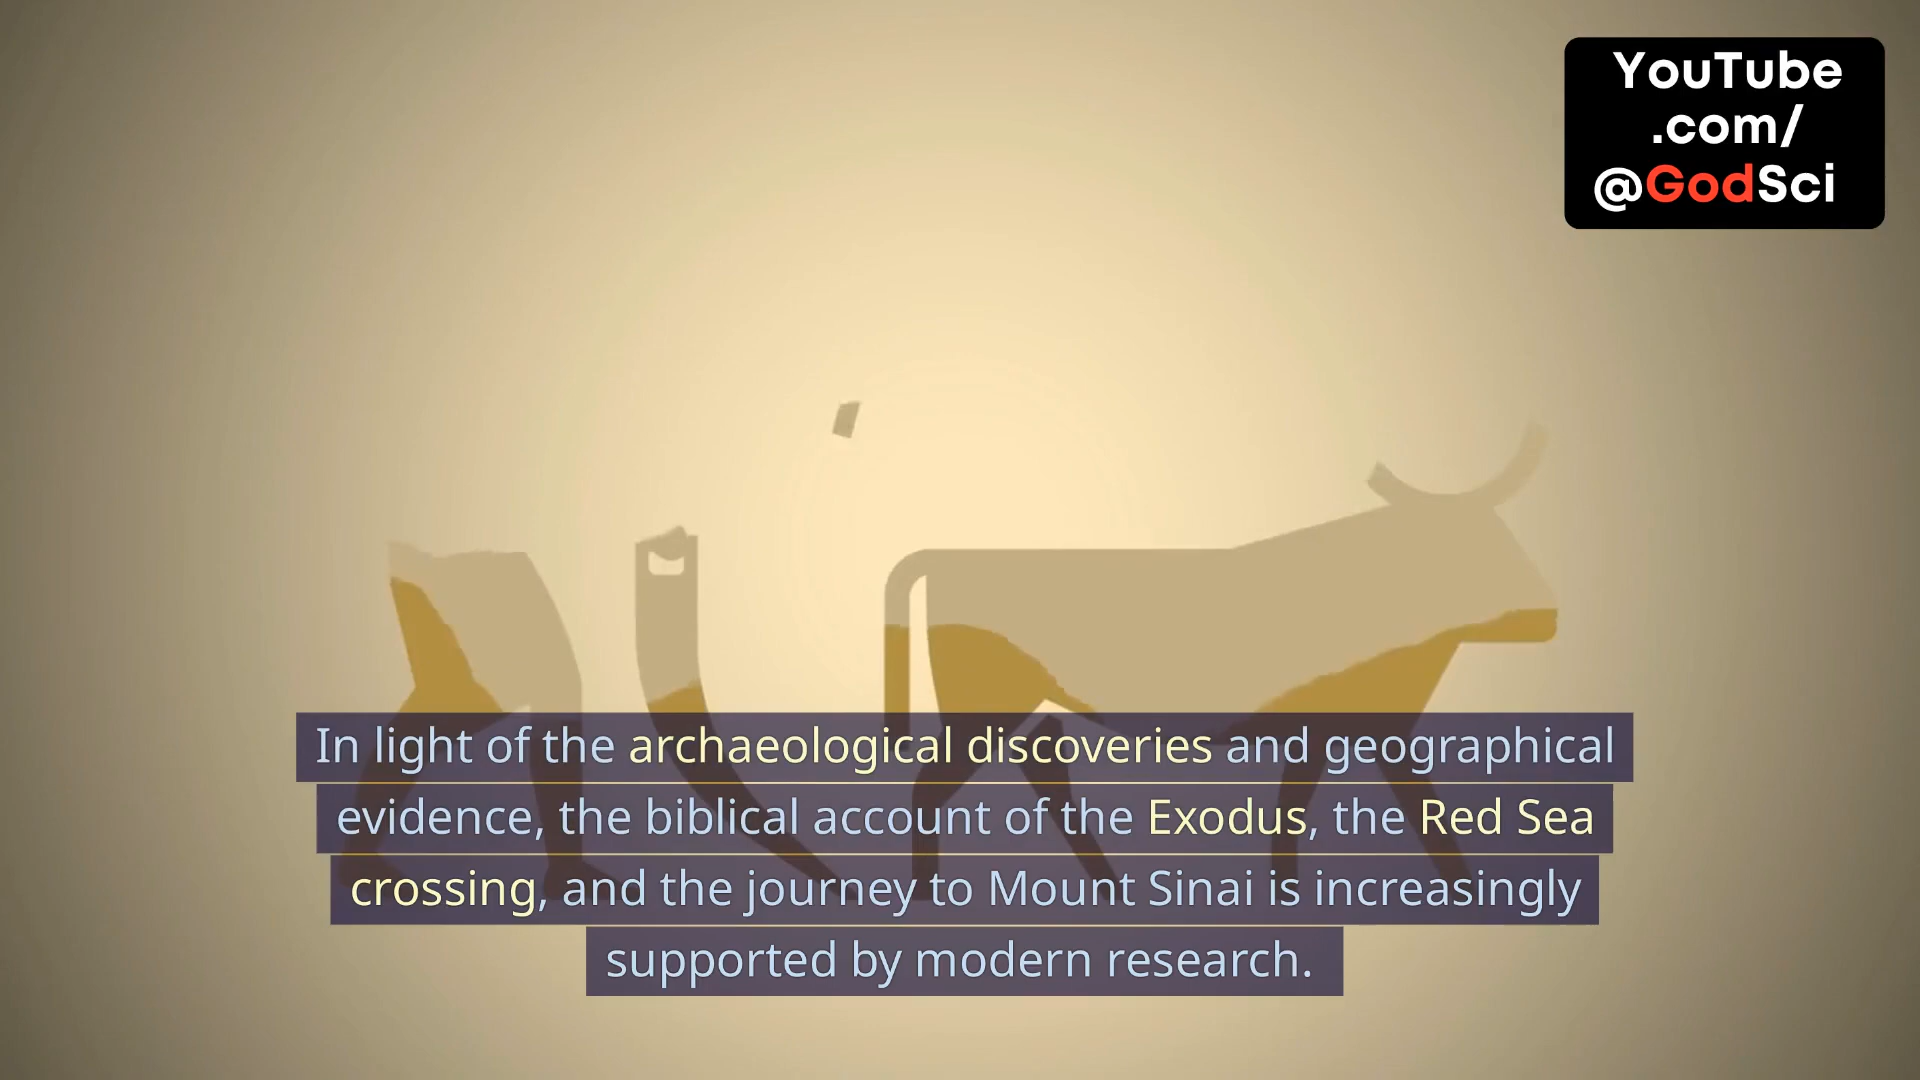 YouTube
.com/
@GodSci
In light of the archaeological discoveries and geographical
evidence, the biblical account of the Exodus, the Red Sea
crossing, and the journey to Mount Sinai is increasingly
supported by modern research.